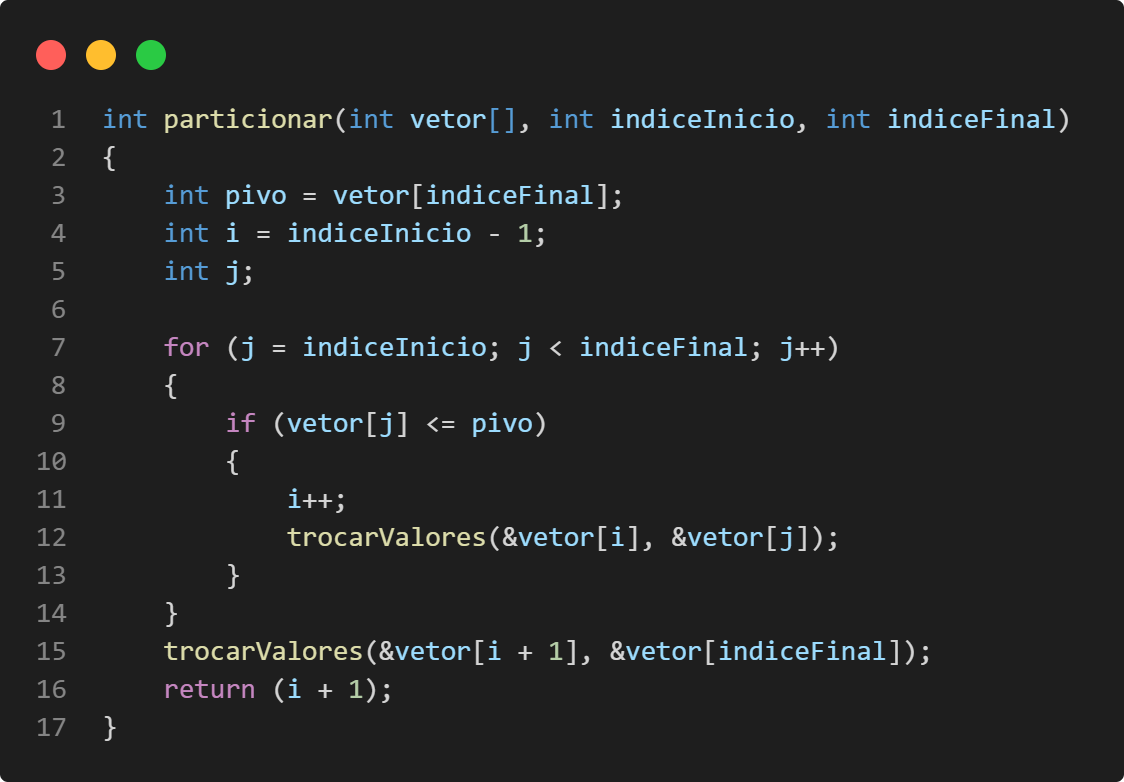 1 int particionar(int vetor[], int indiceInicio, int indiceFinal)
2 {
3     int pivo = vetor[indiceFinal];
4     int i = indiceInicio - 1;
5     int j;
6
7     for (j = indiceInicio; j < indiceFinal; j++)
8     {
9         if (vetor[j] <= pivo)
10         {
11             i++;
12             trocarValores(&vetor[i], &vetor[j]);
13         }
14     }
15     trocarValores(&vetor[i + 1], &vetor[indiceFinal]);
16     return (i + 1);
17 }